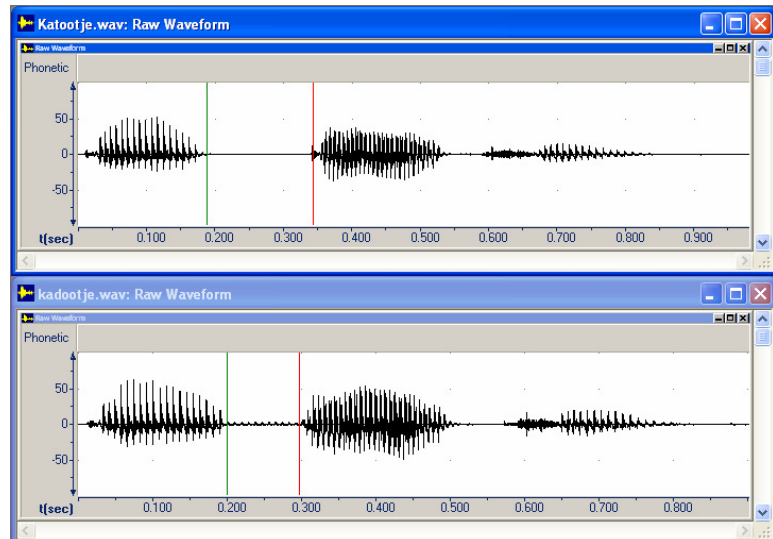 Katootje.wav: Raw Waveform
Raw Waveform
Phonetic
50
0
-50
t(sec) 0.100 0.200 0.300 0.400 0.500 0.600 0.700 0.800 0.900
kadootje.wav: Raw Waveform
Raw Waveform
Phonetic
50
0
-50
t(sec) 0.100 0.200 0.300 0.400 0.500 0.600 0.700 0.800